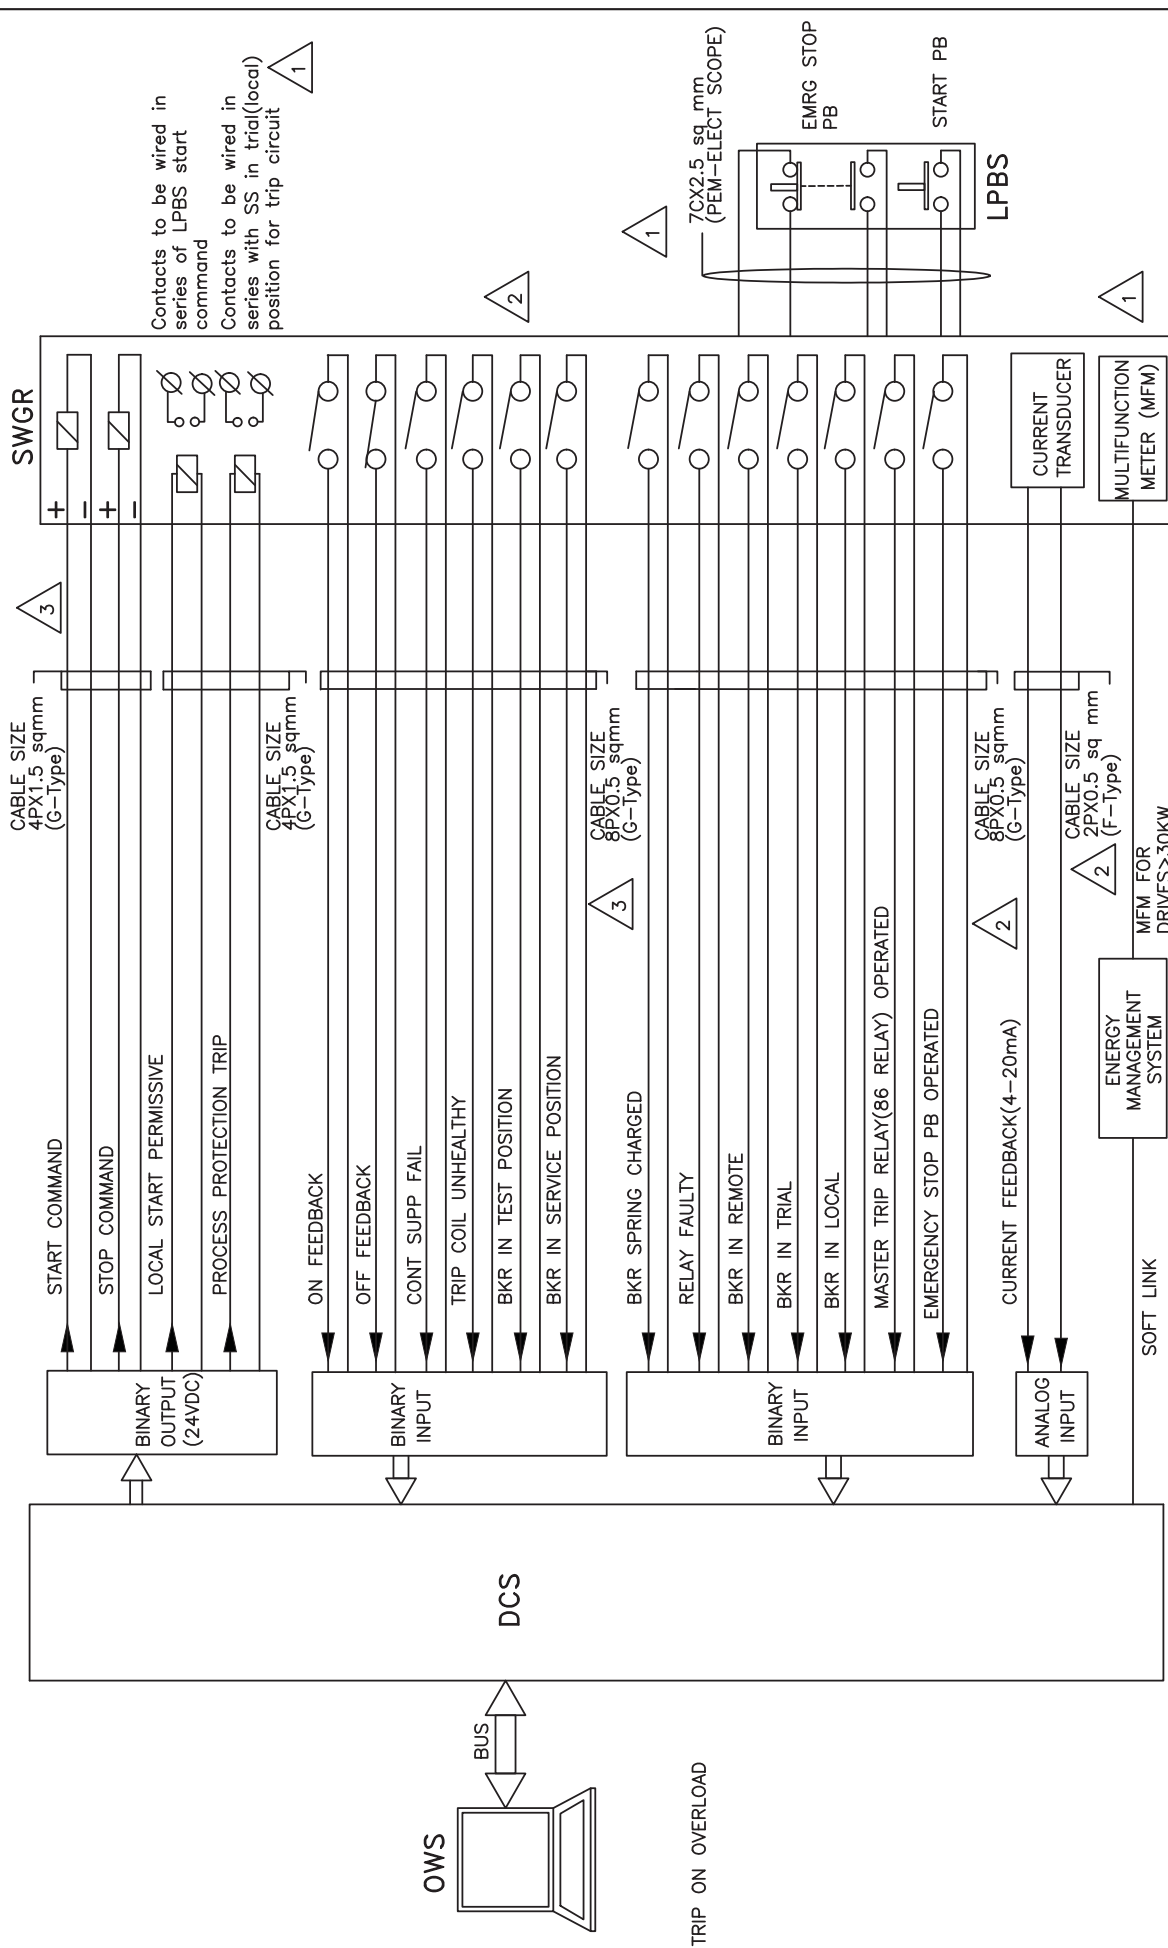 OWS
BUS
TRIP ON OVERLOAD
DCS
BINARY
OUTPUT
(24VDC)
START COMMAND
STOP COMMAND
LOCAL START PERMISSIVE
PROCESS PROTECTION TRIP
CABLE SIZE
4PX1.5 sqmm
(G-Type)
CABLE SIZE
4PX1.5 sqmm
(G-Type)
3
SWGR
+
-
+
-
Contacts to be wired in
series of LPBS start
command
Contacts to be wired in
series with SS in trial(local)
position for trip circuit
1
BINARY
INPUT
ON FEEDBACK
OFF FEEDBACK
CONT SUPP FAIL
TRIP COIL UNHEALTHY
BKR IN TEST POSITION
BKR IN SERVICE POSITION
CABLE SIZE
8PX0.5 sqmm
(G-Type)
3
2
BINARY
INPUT
BKR SPRING CHARGED
RELAY FAULTY
BKR IN REMOTE
BKR IN TRIAL
BKR IN LOCAL
MASTER TRIP RELAY(86 RELAY) OPERATED
EMERGENCY STOP PB OPERATED
CABLE SIZE
8PX0.5 sqmm
(G-Type)
2
1
7CX2.5 sq mm
(PEM-ELECT SCOPE)
EMRG STOP
PB
START PB
LPBS
ANALOG
INPUT
CURRENT FEEDBACK(4-20mA)
CABLE SIZE
2PX0.5 sq mm
(F-Type)
2
CURRENT
TRANSDUCER
1
SOFT LINK
ENERGY
MANAGEMENT
SYSTEM
MFM FOR
DRIVES>30KW
MULTIFUNCTION
METER (MFM)